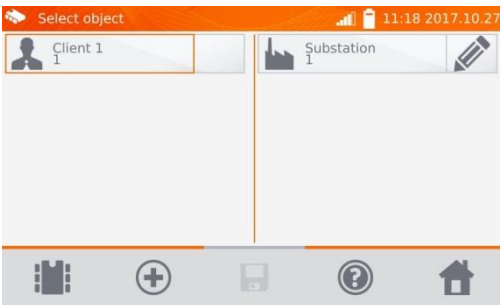 Select object
11:18 2017.10.27
Client 1
1
Substation
1